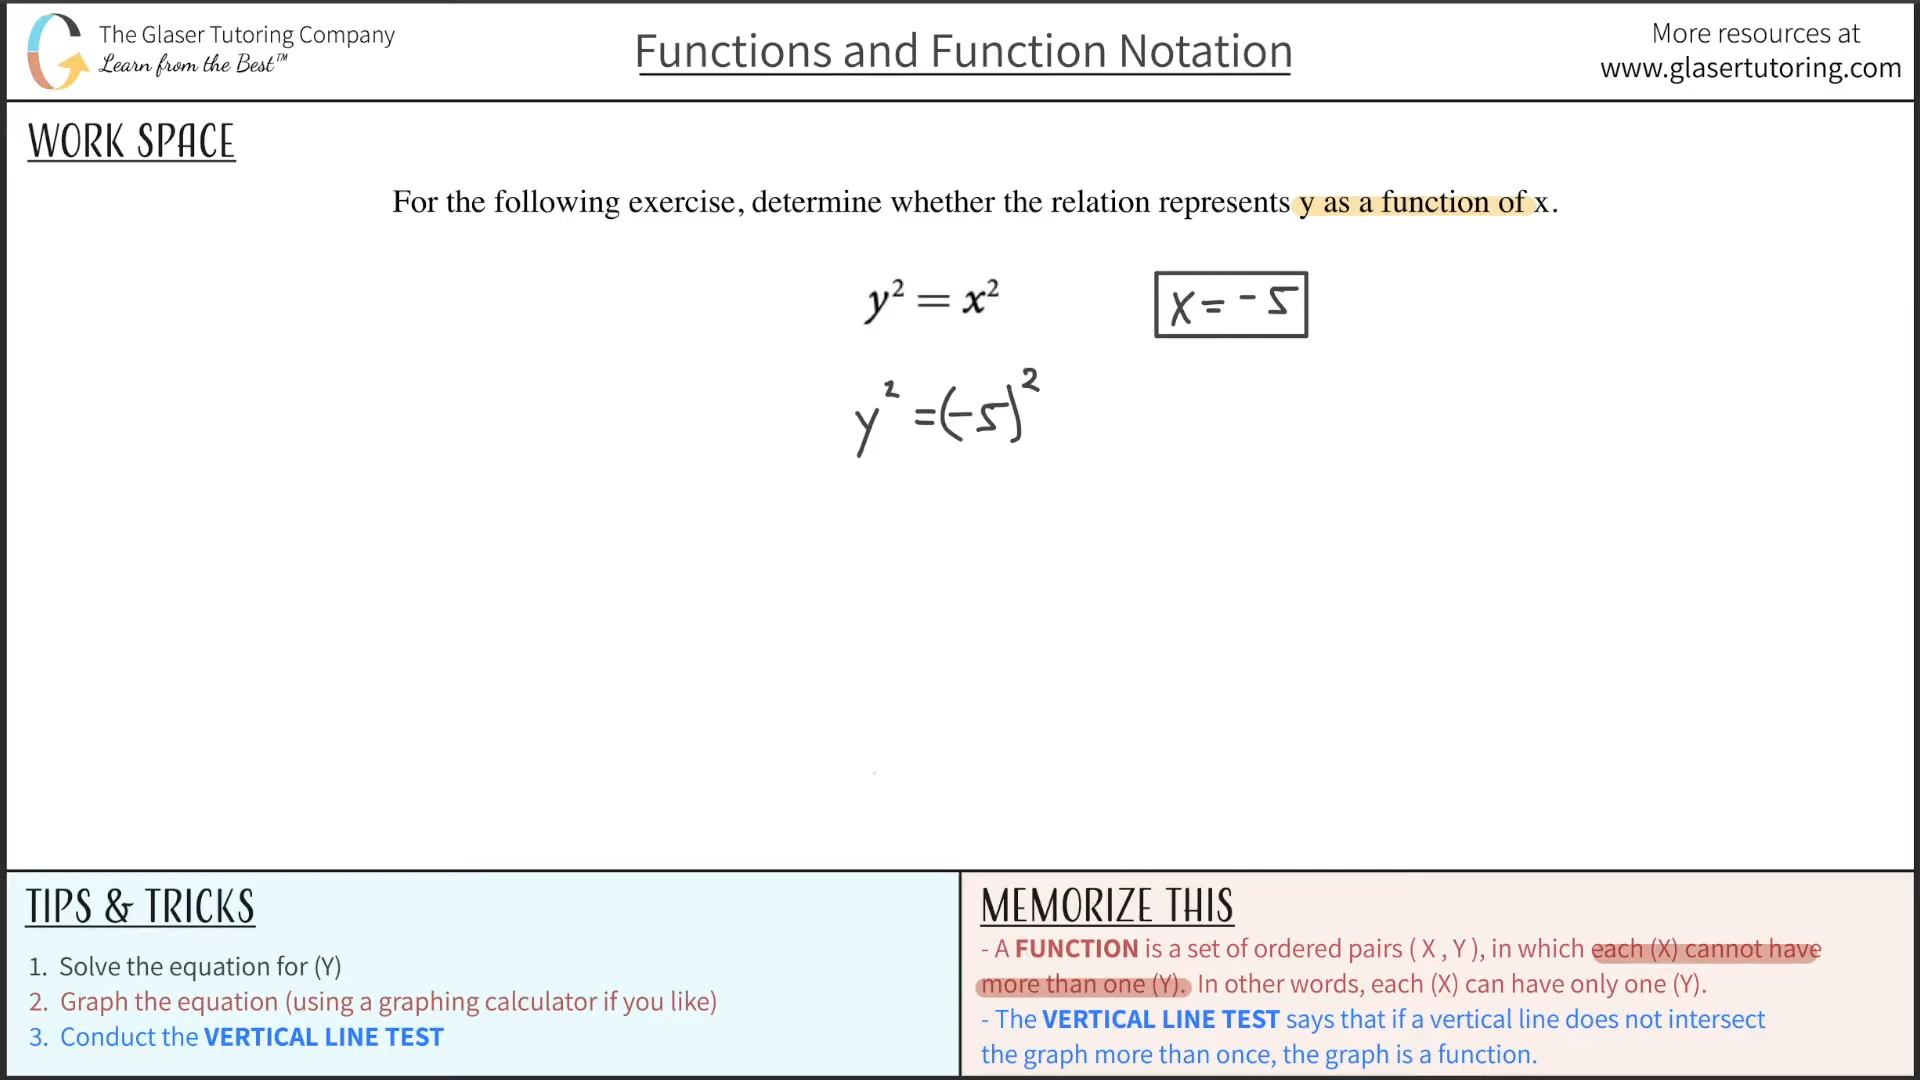 The Glaser Tutoring Company
Learn from the Best™
Functions and Function Notation
More resources at
www.glasertutoring.com
WORK SPACE
For the following exercise, determine whether the relation represents y as a function of x.
y² = x²
x = -5
y² = (-5)²
TIPS & TRICKS
1. Solve the equation for (Y)
2. Graph the equation (using a graphing calculator if you like)
3. Conduct the VERTICAL LINE TEST
MEMORIZE THIS
- A FUNCTION is a set of ordered pairs ( X , Y ), in which each (X) cannot have
more than one (Y). In other words, each (X) can have only one (Y).
- The VERTICAL LINE TEST says that if a vertical line does not intersect
the graph more than once, the graph is a function.